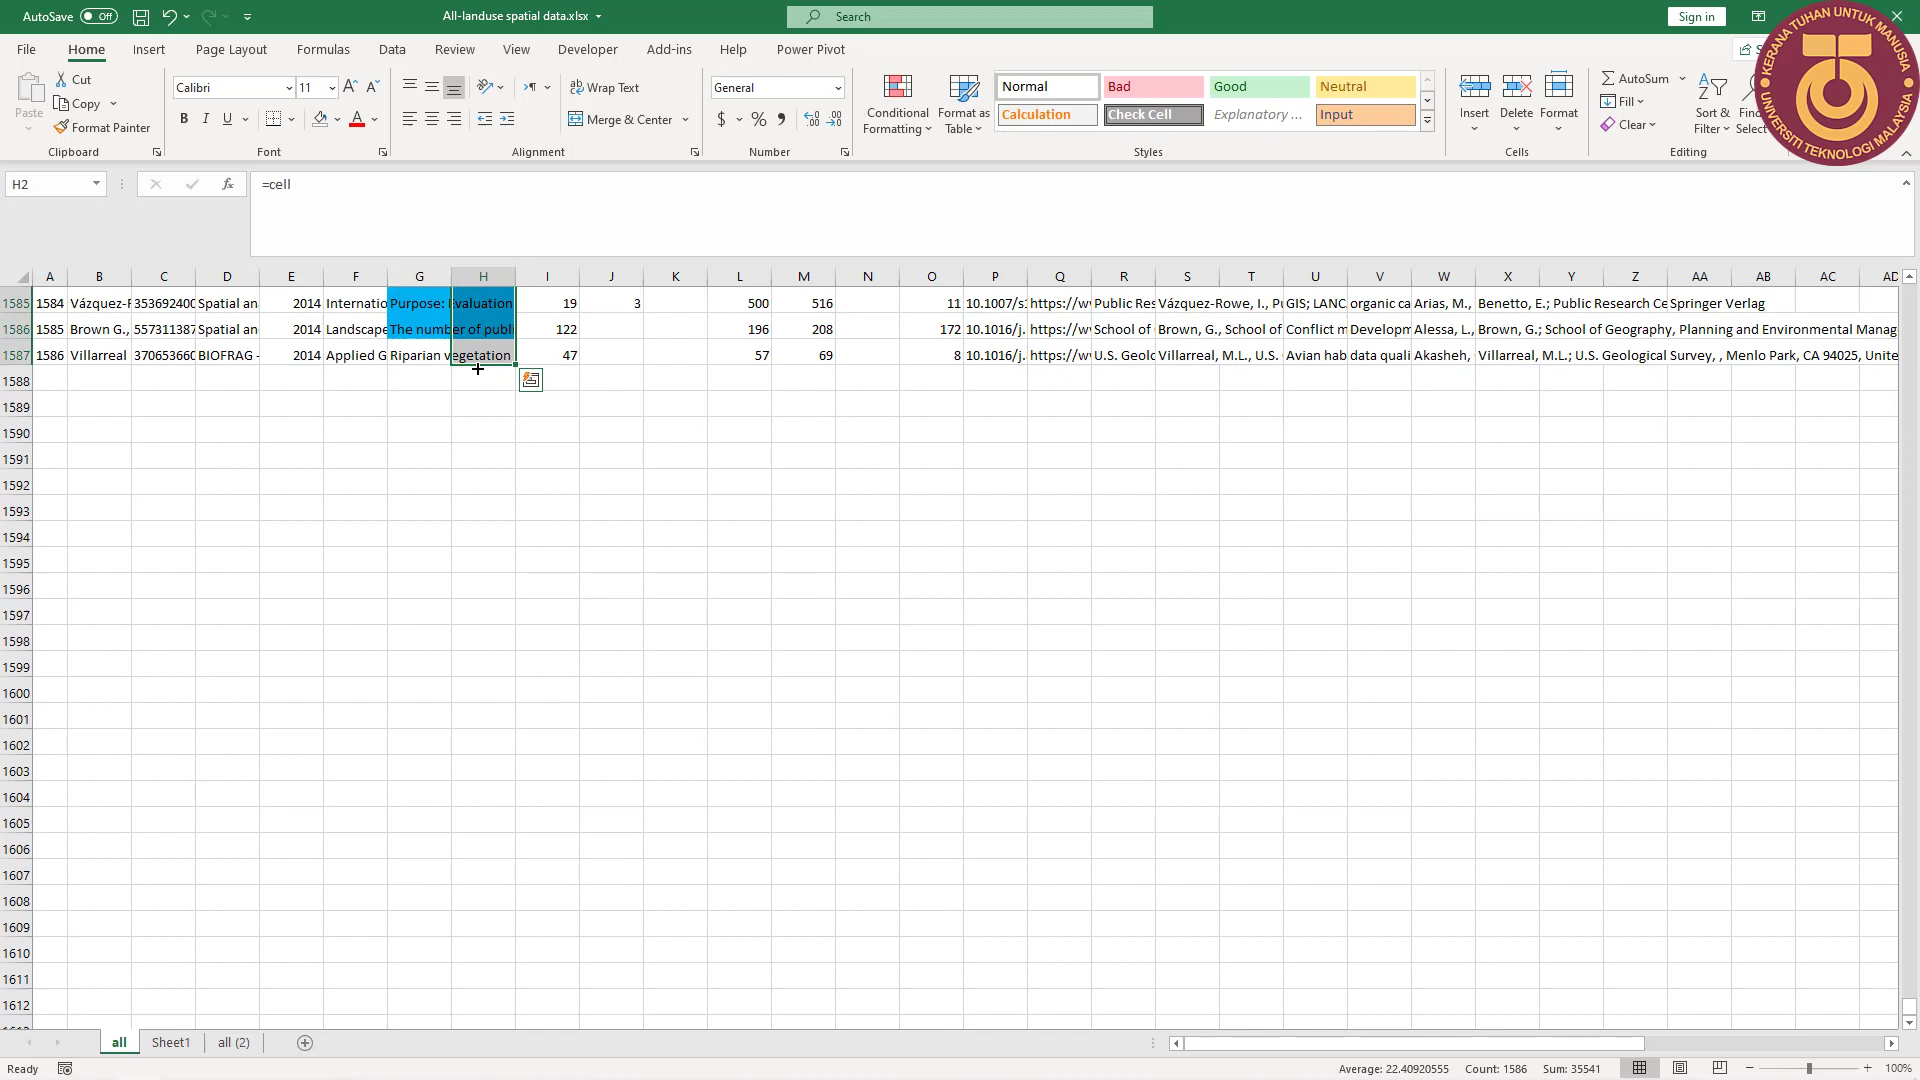 AutoSave Off All-landuse spatial data.xlsx Search Sign in
File Home Insert Page Layout Formulas Data Review View Developer Add-ins Help Power Pivot
Paste
Cut
Copy
Format Painter
Clipboard
Calibri 11
B I U
Font
Wrap Text
Merge & Center
Alignment
General
$ % 9
Number
Conditional Formatting
Format as Table
Normal Bad Good Neutral
Calculation Check Cell Explanatory ... Input
Styles
Insert Delete Format
Cells
AutoSum
Fill
Clear
Sort & Filter
Find Select
Editing
KERANA TUHAN UNTUK MANUSIA
UNIVERSITI TEKNOLOGI MALAYSIA
H2 fx =cell
A B C D E F G H I J K L M N O P Q R S T U V W X Y Z AA AB AC AD
1585 1584 Vázquez-F 353692400 Spatial an 2014 Internatio Purpose: Evaluation 19 3 500 516 11 10.1007/s1 https://w Public Res Vázquez-Rowe, I., Pu GIS; LANC organic ca Arias, M., Benetto, E.; Public Research Ce Springer Verlag
1586 1585 Brown G., 557311387 Spatial an 2014 Landscape The number of publi 122 196 208 172 10.1016/j. https://w School of Brown, G., School of Conflict m Developm Alessa, L., Brown, G.; School of Geography, Planning and Environmental Manag
1587 1586 Villarreal 370653660 BIOFRAG - 2014 Applied G Riparian vegetation 47 57 69 8 10.1016/j. https://w U.S. Geolo Villarreal, M.L., U.S. Avian hab data quali Akasheh, Villarreal, M.L.; U.S. Geological Survey, , Menlo Park, CA 94025, Unite
1588
1589
1590
1591
1592
1593
1594
1595
1596
1597
1598
1599
1600
1601
1602
1603
1604
1605
1606
1607
1608
1609
1610
1611
1612
all Sheet1 all (2)
Ready Average: 22.40920555 Count: 1586 Sum: 35541 100%